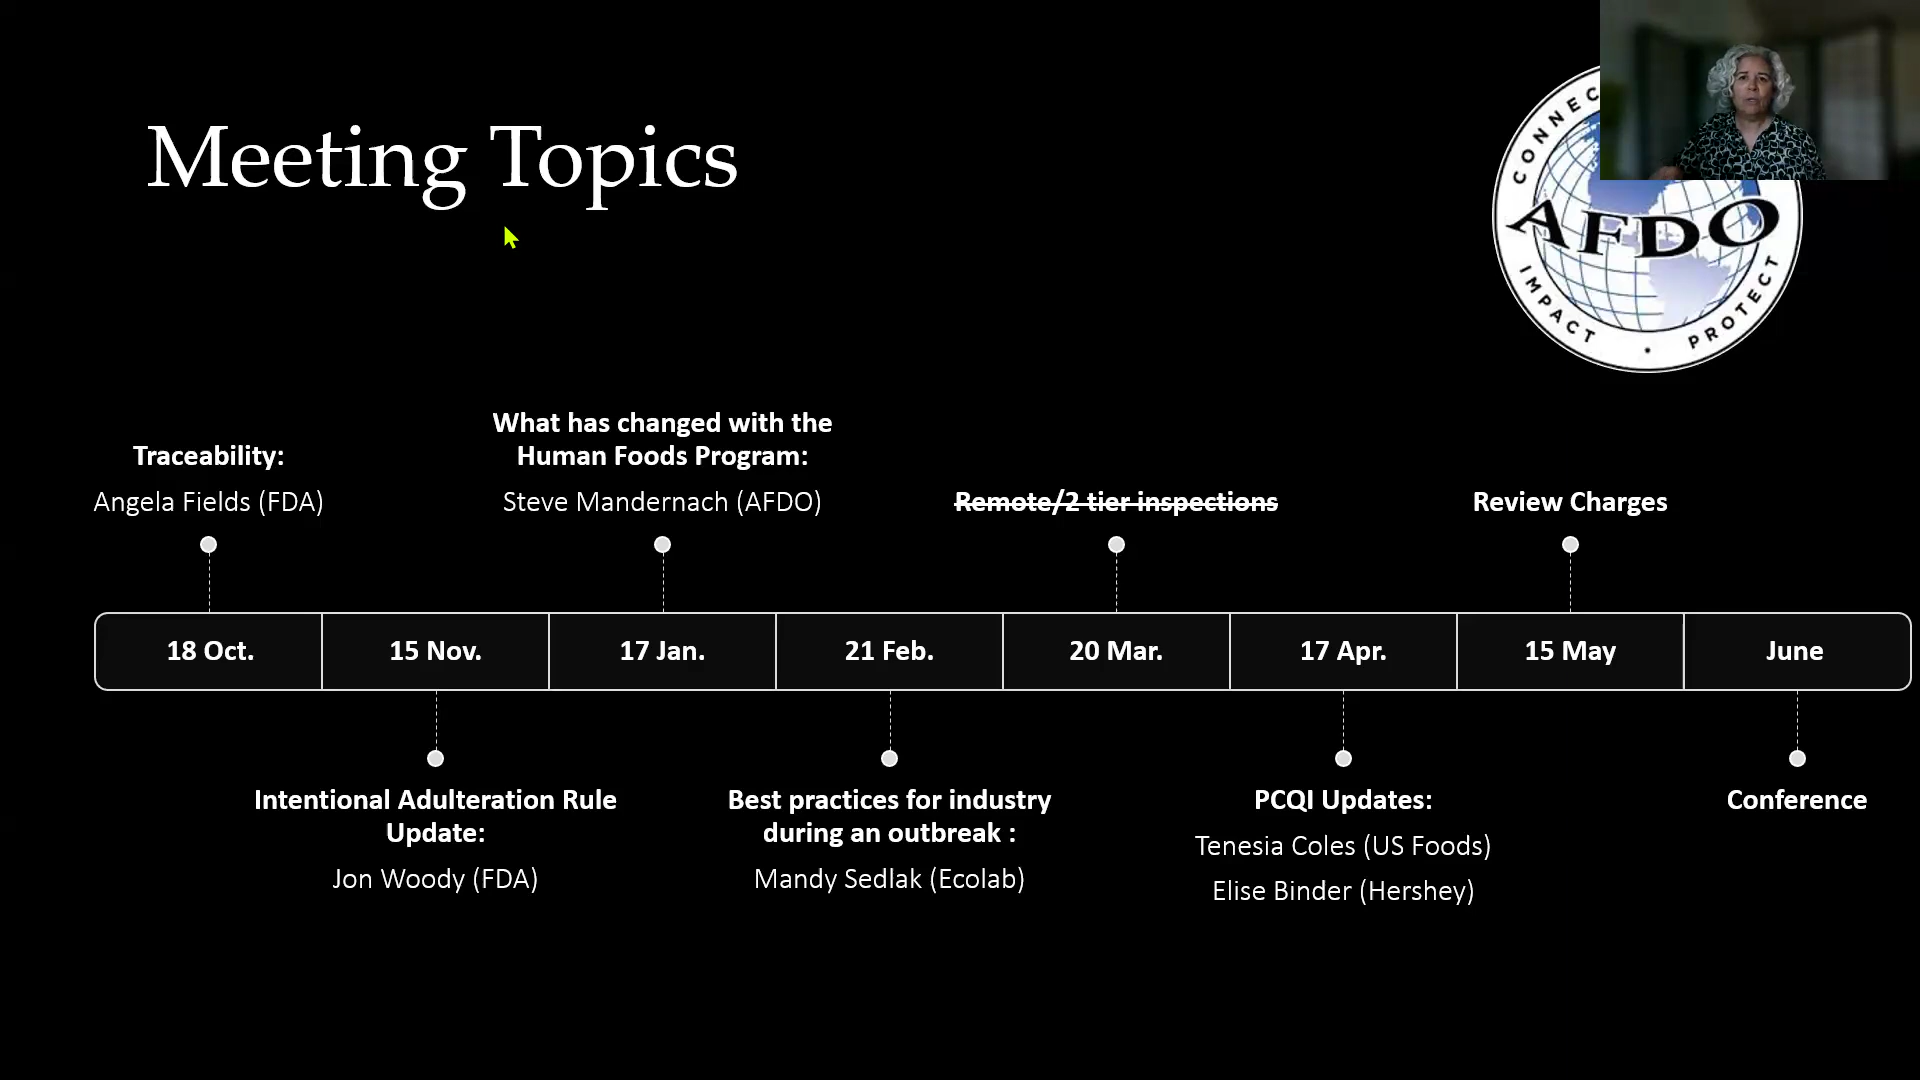 Meeting Topics
CONNEC
AFDO
IMPACT • PROTECT
What has changed with the
Human Foods Program:
Steve Mandernach (AFDO)
Traceability:
Angela Fields (FDA)
Remote/2 tier inspections
Review Charges
18 Oct.
15 Nov.
17 Jan.
21 Feb.
20 Mar.
17 Apr.
15 May
June
Intentional Adulteration Rule
Update:
Jon Woody (FDA)
Best practices for industry
during an outbreak :
Mandy Sedlak (Ecolab)
PCQI Updates:
Tenesia Coles (US Foods)
Elise Binder (Hershey)
Conference